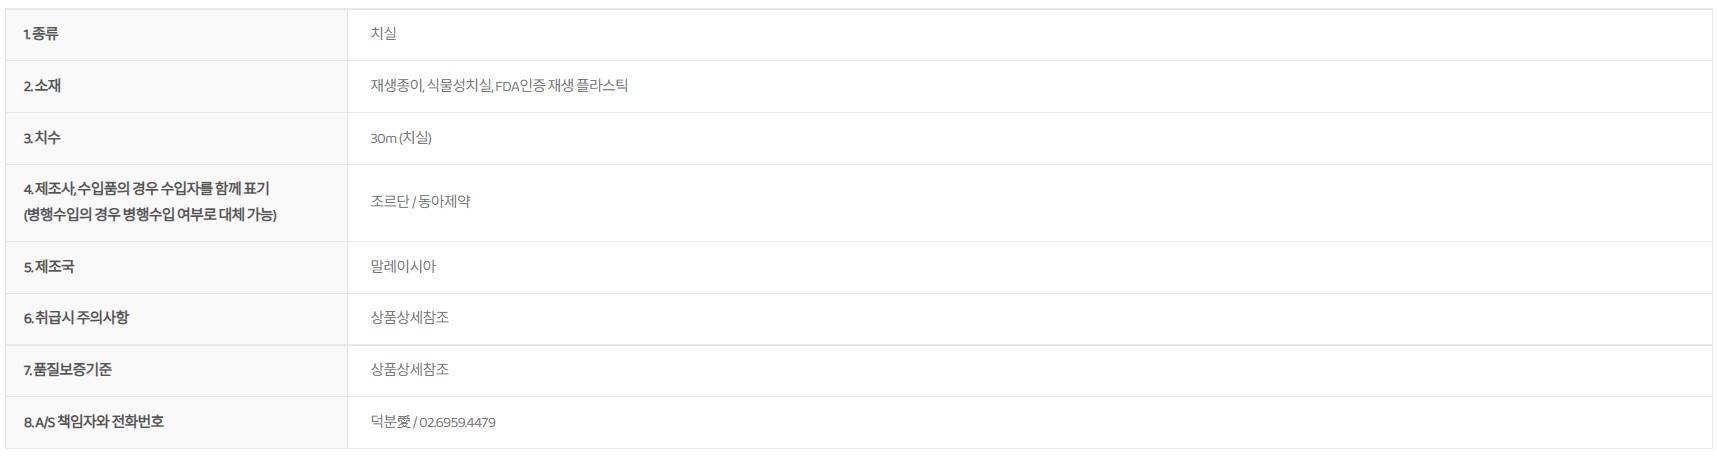 1. 종류
치실
2. 소재
재생종이, 식물성치실, FDA인증 재생 플라스틱
3. 치수
30m (치실)
4. 제조사, 수입품의 경우 수입자를 함께 표기
(병행수입의 경우 병행수입 여부로 대체 가능)
조르단 / 동아제약
5. 제조국
말레이시아
6. 취급시 주의사항
상품상세참조
7. 품질보증기준
상품상세참조
8. A/S 책임자와 전화번호
덕분愛 / 02.6959.4479